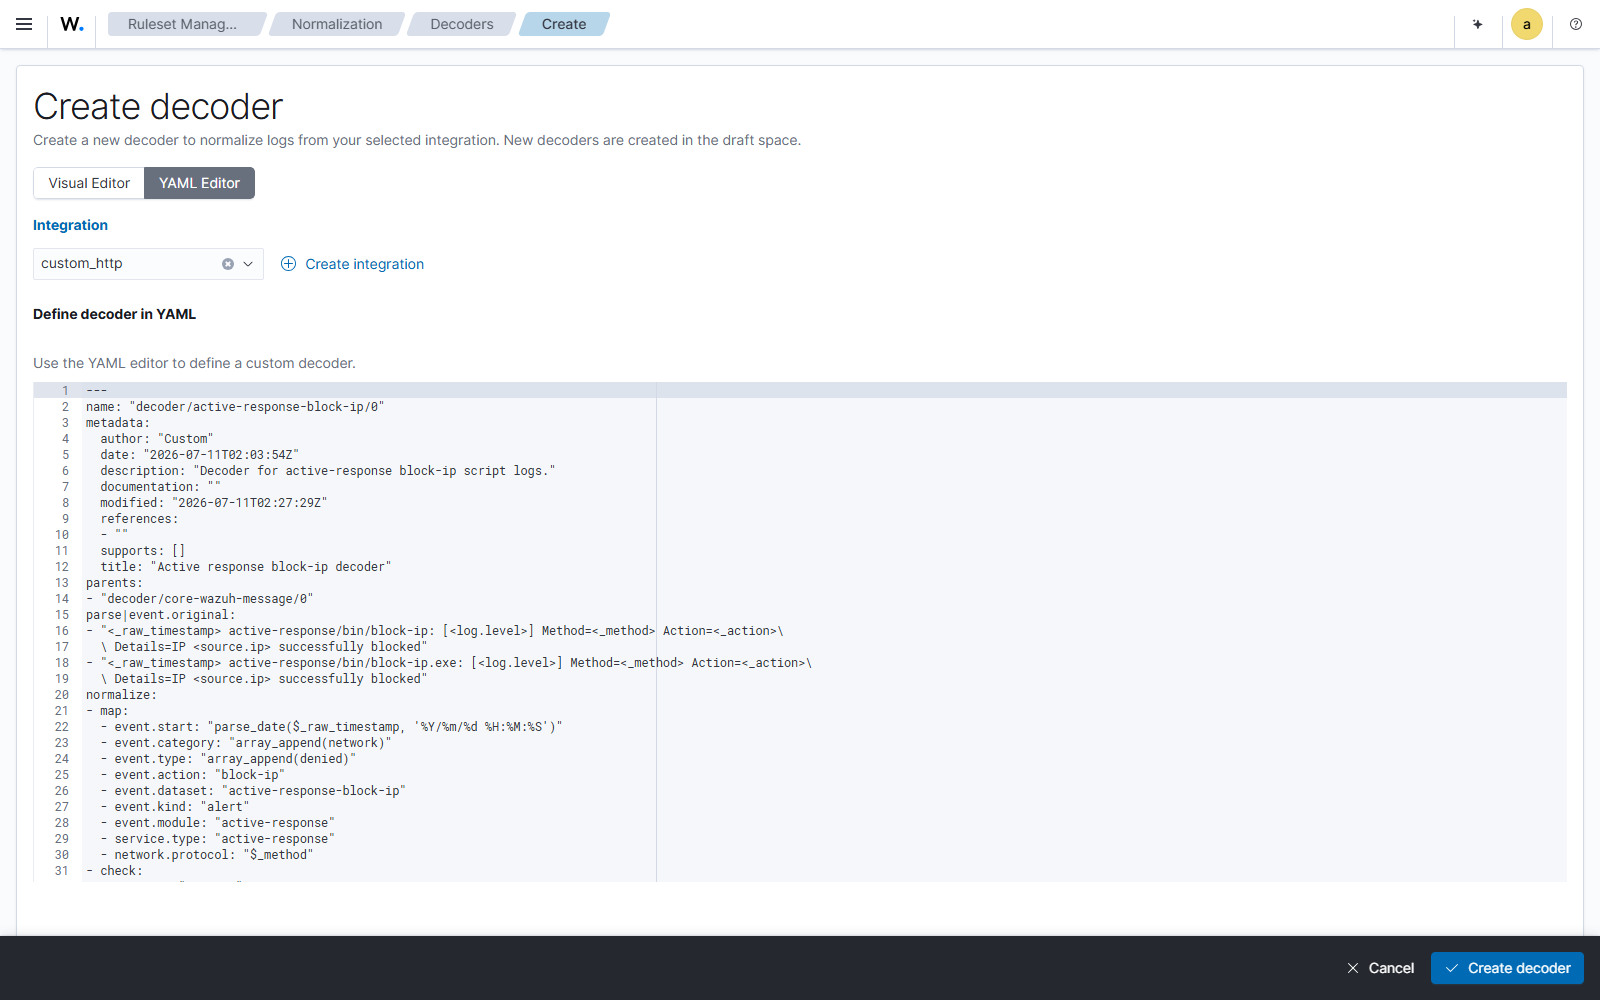 W.
Ruleset Manag...
Normalization
Decoders
Create
a
Create decoder
Create a new decoder to normalize logs from your selected integration. New decoders are created in the draft space.
Visual Editor
YAML Editor
Integration
custom_http
Create integration
Define decoder in YAML
Use the YAML editor to define a custom decoder.
1 ---
2 name: "decoder/active-response-block-ip/0"
3 metadata:
4   author: "Custom"
5   date: "2026-07-11T02:03:54Z"
6   description: "Decoder for active-response block-ip script logs."
7   documentation: ""
8   modified: "2026-07-11T02:27:29Z"
9   references:
10   - ""
11   supports: []
12   title: "Active response block-ip decoder"
13 parents:
14 - "decoder/core-wazuh-message/0"
15 parse|event.original:
16 - "<_raw_timestamp> active-response/bin/block-ip: [<log.level>] Method=<_method> Action=<_action>\
17   \ Details=IP <source.ip> successfully blocked"
18 - "<_raw_timestamp> active-response/bin/block-ip.exe: [<log.level>] Method=<_method> Action=<_action>\
19   \ Details=IP <source.ip> successfully blocked"
20 normalize:
21 - map:
22   - event.start: "parse_date($_raw_timestamp, '%Y/%m/%d %H:%M:%S')"
23   - event.category: "array_append(network)"
24   - event.type: "array_append(denied)"
25   - event.action: "block-ip"
26   - event.dataset: "active-response-block-ip"
27   - event.kind: "alert"
28   - event.module: "active-response"
29   - service.type: "active-response"
30   - network.protocol: "$_method"
31 - check:
Cancel
Create decoder